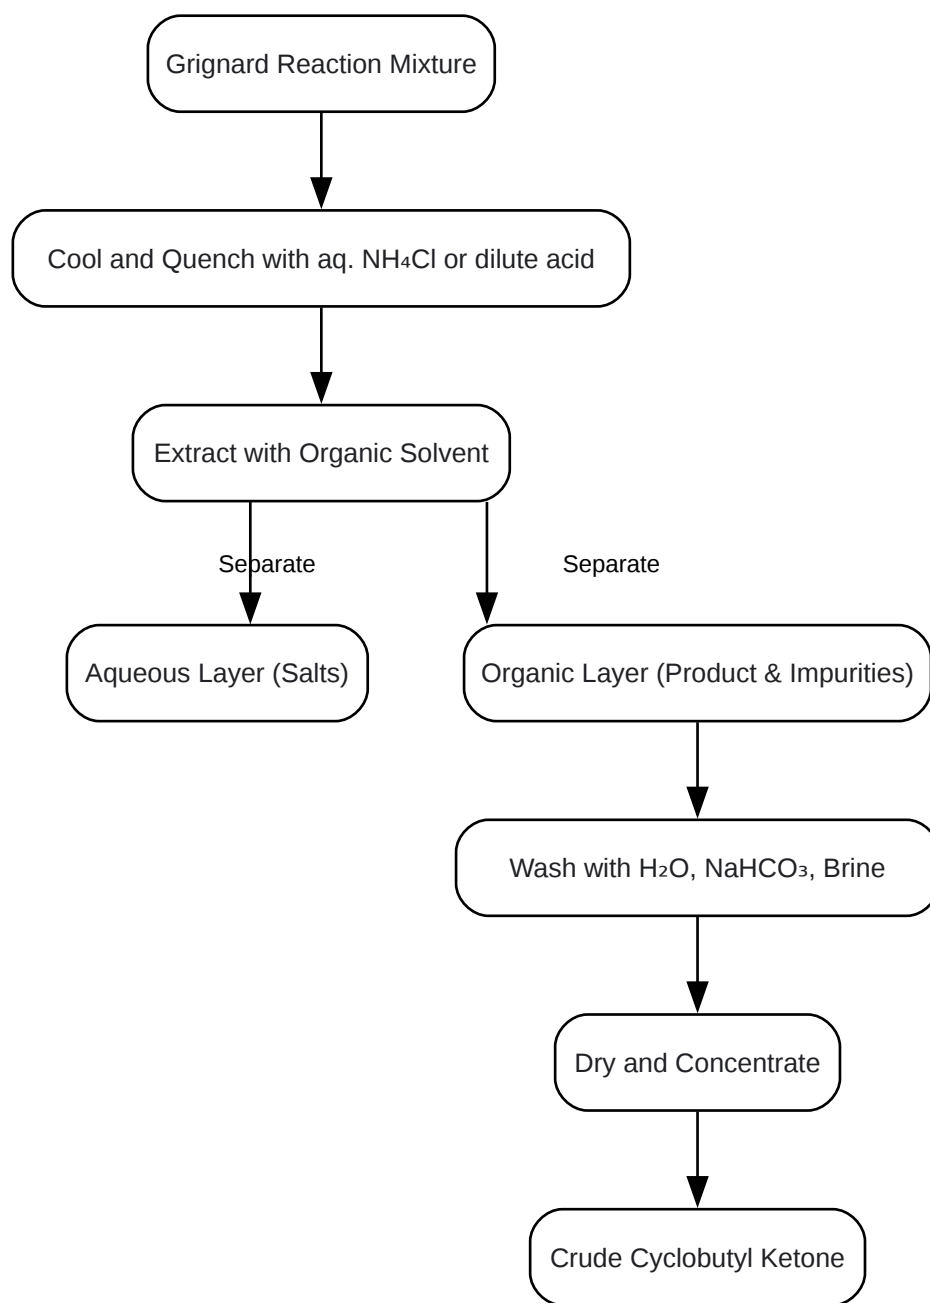 Grignard Reaction Mixture
Cool and Quench with aq. NH₄Cl or dilute acid
Extract with Organic Solvent
Separate
Separate
Aqueous Layer (Salts)
Organic Layer (Product & Impurities)
Wash with H₂O, NaHCO₃, Brine
Dry and Concentrate
Crude Cyclobutyl Ketone